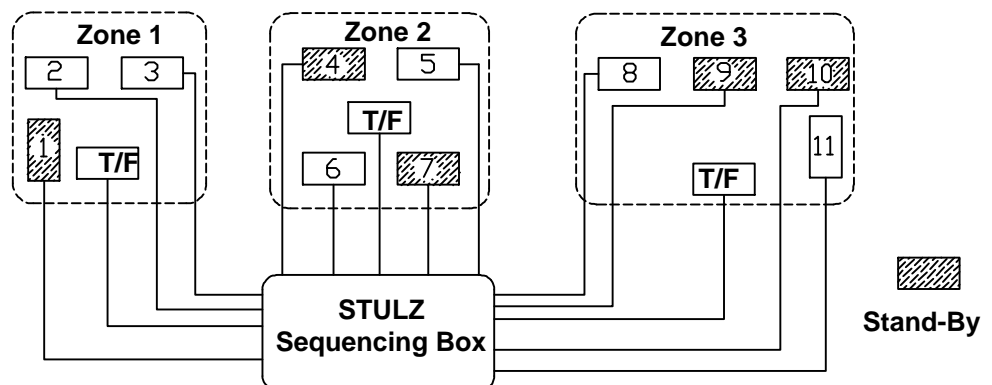 Zone 1
2
3
1
T/F
Zone 2
4
5
T/F
6
7
Zone 3
8
9
10
11
T/F
STULZ
Sequencing Box
Stand-By